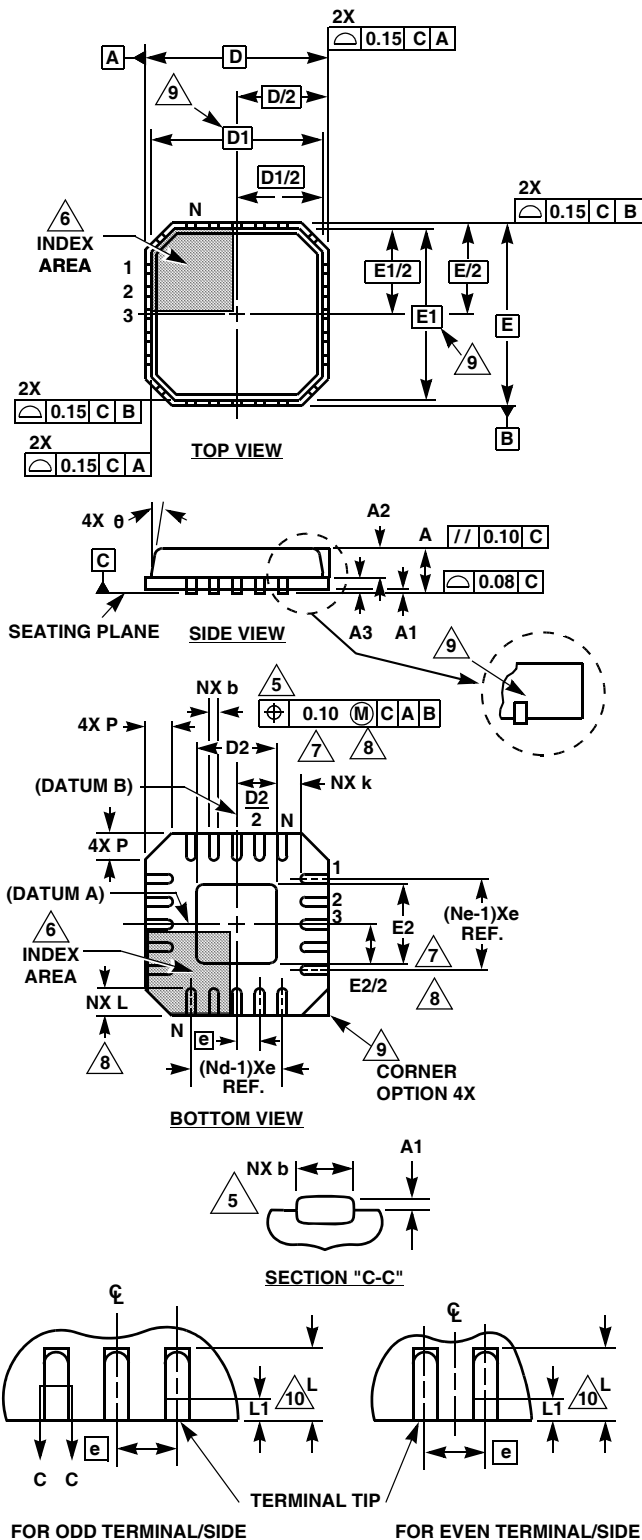 2X
⌓ 0.15 C A
A
D
D/2
9
D1
D1/2
2X
⌓ 0.15 C B
6
INDEX
AREA
N
1
2
3
E1/2
E/2
E1
E
9
2X
⌓ 0.15 C B
2X
⌓ 0.15 C A
B
TOP VIEW
4X θ
A2
A
// 0.10 C
C
⌓ 0.08 C
SEATING PLANE
SIDE VIEW
A3
A1
9
NX b
5
⌖ 0.10 Ⓜ C A B
4X P
D2
7
8
(DATUM B)
D2
2
N
NX k
4X P
1
(DATUM A)
2
3
(Ne-1)Xe
REF.
6
INDEX
AREA
E2
7
E2/2
8
NX L
8
N
e
(Nd-1)Xe
REF.
9
CORNER
OPTION 4X
BOTTOM VIEW
A1
NX b
5
SECTION "C-C"
℄
℄
L
10
L1
L
10
L1
e
e
C C
TERMINAL TIP
FOR ODD TERMINAL/SIDE
FOR EVEN TERMINAL/SIDE